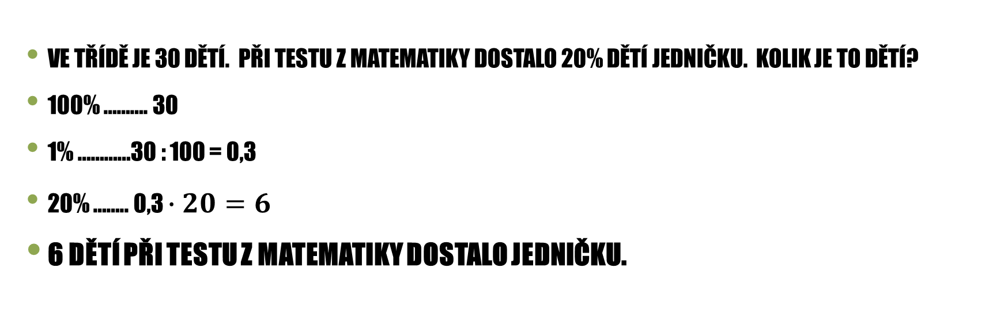 • VE TŘÍDĚ JE 30 DĚTÍ. PŘI TESTU Z MATEMATIKY DOSTALO 20% DĚTÍ JEDNIČKU. KOLIK JE TO DĚTÍ?
• 100% .......... 30
• 1% ............30 : 100 = 0,3
• 20% ........ 0,3 · 20 = 6
• 6 DĚTÍ PŘI TESTU Z MATEMATIKY DOSTALO JEDNIČKU.